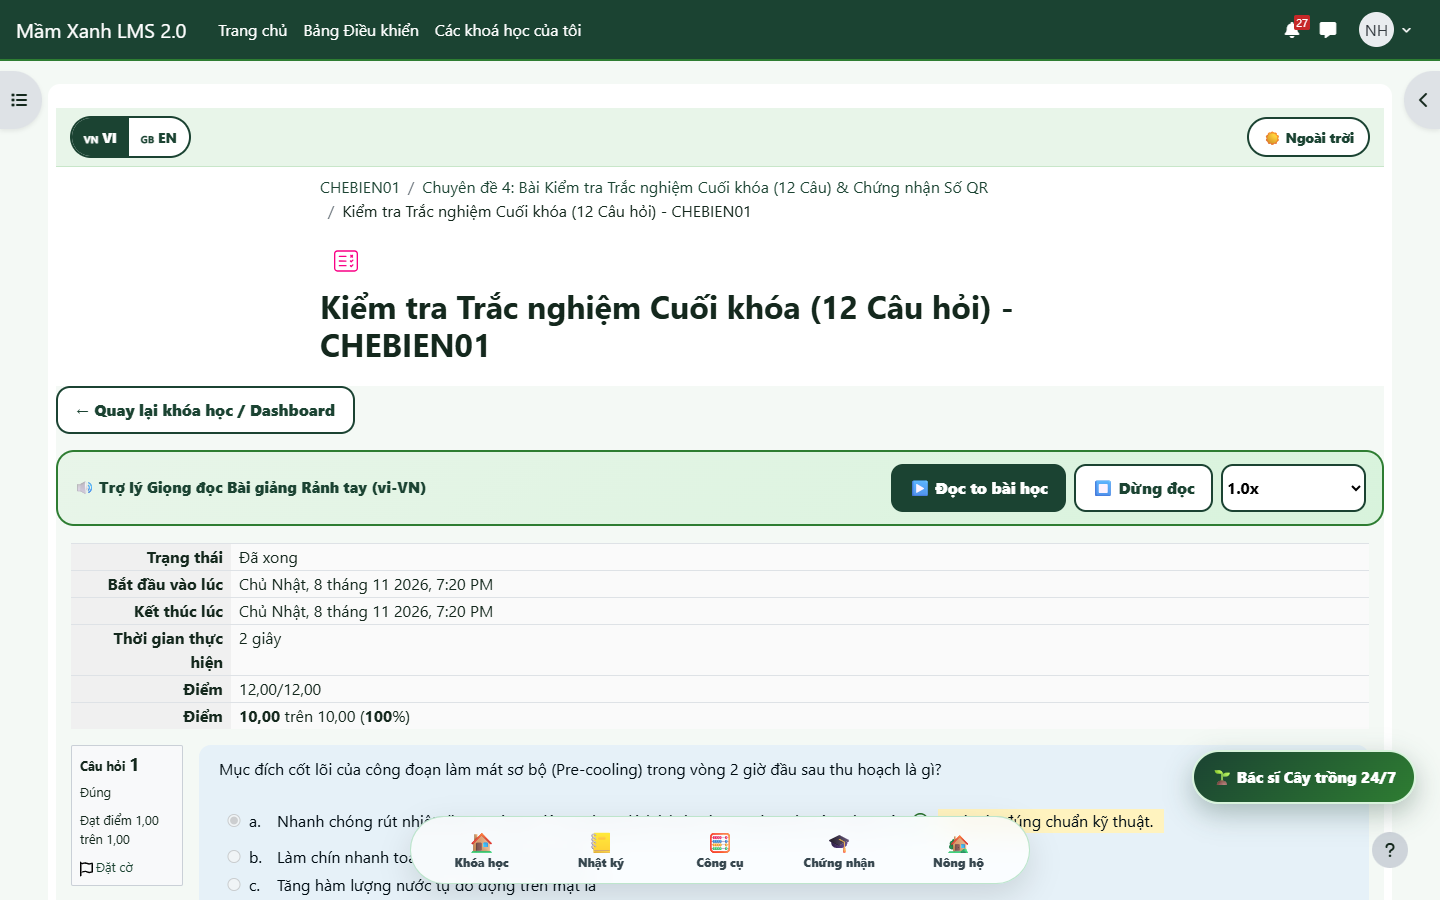 Mầm Xanh LMS 2.0
Trang chủ
Bảng Điều khiển
Các khoá học của tôi
27
NH
VN VI
GB EN
Ngoài trời
CHEBIEN01 / Chuyên đề 4: Bài Kiểm tra Trắc nghiệm Cuối khóa (12 Câu) & Chứng nhận Số QR
/ Kiểm tra Trắc nghiệm Cuối khóa (12 Câu hỏi) - CHEBIEN01
Kiểm tra Trắc nghiệm Cuối khóa (12 Câu hỏi) -
CHEBIEN01
← Quay lại khóa học / Dashboard
Trợ lý Giọng đọc Bài giảng Rảnh tay (vi-VN)
Đọc to bài học
Dừng đọc
1.0x
Trạng thái Đã xong
Bắt đầu vào lúc Chủ Nhật, 8 tháng 11 2026, 7:20 PM
Kết thúc lúc Chủ Nhật, 8 tháng 11 2026, 7:20 PM
Thời gian thực 2 giây
hiện
Điểm 12,00/12,00
Điểm 10,00 trên 10,00 (100%)
Câu hỏi 1
Đúng
Đạt điểm 1,00
trên 1,00
Đặt cờ
Mục đích cốt lõi của công đoạn làm mát sơ bộ (Pre-cooling) trong vòng 2 giờ đầu sau thu hoạch là gì?
a. Nhanh chóng rút đúng chuẩn kỹ thuật.
b. Làm chín nhanh
c. Tăng hàm lượng nước tự do đọng trên mặt lá
Bác sĩ Cây trồng 24/7
Khóa học
Nhật ký
Công cụ
Chứng nhận
Nông hộ
?